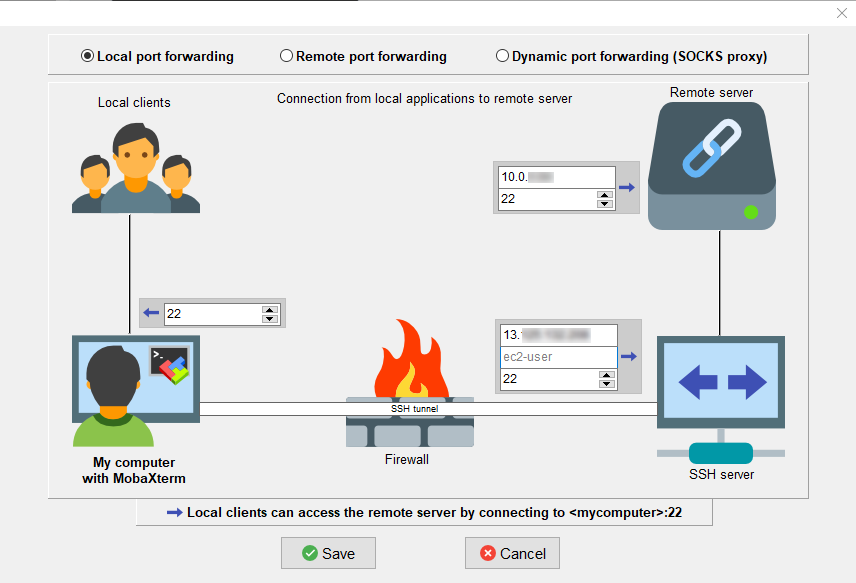 Local port forwarding
Remote port forwarding
Dynamic port forwarding (SOCKS proxy)
Local clients
Connection from local applications to remote server
Remote server
10.0.
22
22
13.
ec2-user
22
>_
SSH tunnel
Firewall
My computer
with MobaXterm
SSH server
Local clients can access the remote server by connecting to <mycomputer>:22
Save
Cancel